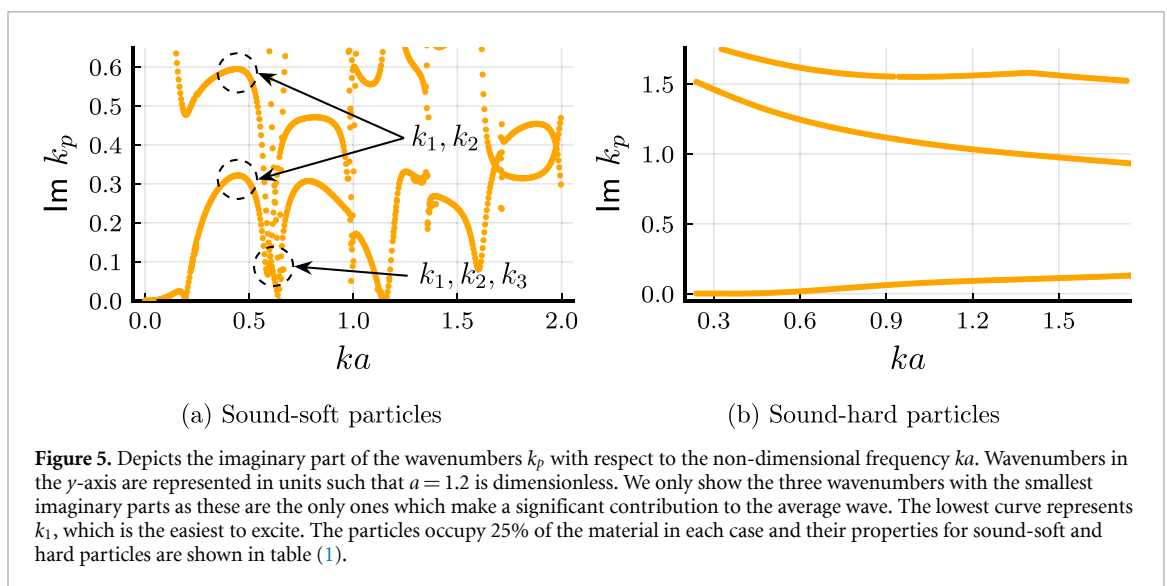 0.6
0.5
0.4
0.3
0.2
0.1
0.0
Im k_p
k_1, k_2
k_1, k_2, k_3
0.0 0.5 1.0 1.5 2.0
ka
(a) Sound-soft particles
1.5
1.0
0.5
0.0
Im k_p
0.3 0.6 0.9 1.2 1.5
ka
(b) Sound-hard particles
Figure 5. Depicts the imaginary part of the wavenumbers k_p with respect to the non-dimensional frequency ka. Wavenumbers in
the y-axis are represented in units such that a = 1.2 is dimensionless. We only show the three wavenumbers with the smallest
imaginary parts as these are the only ones which make a significant contribution to the average wave. The lowest curve represents
k_1, which is the easiest to excite. The particles occupy 25% of the material in each case and their properties for sound-soft and
hard particles are shown in table (1).